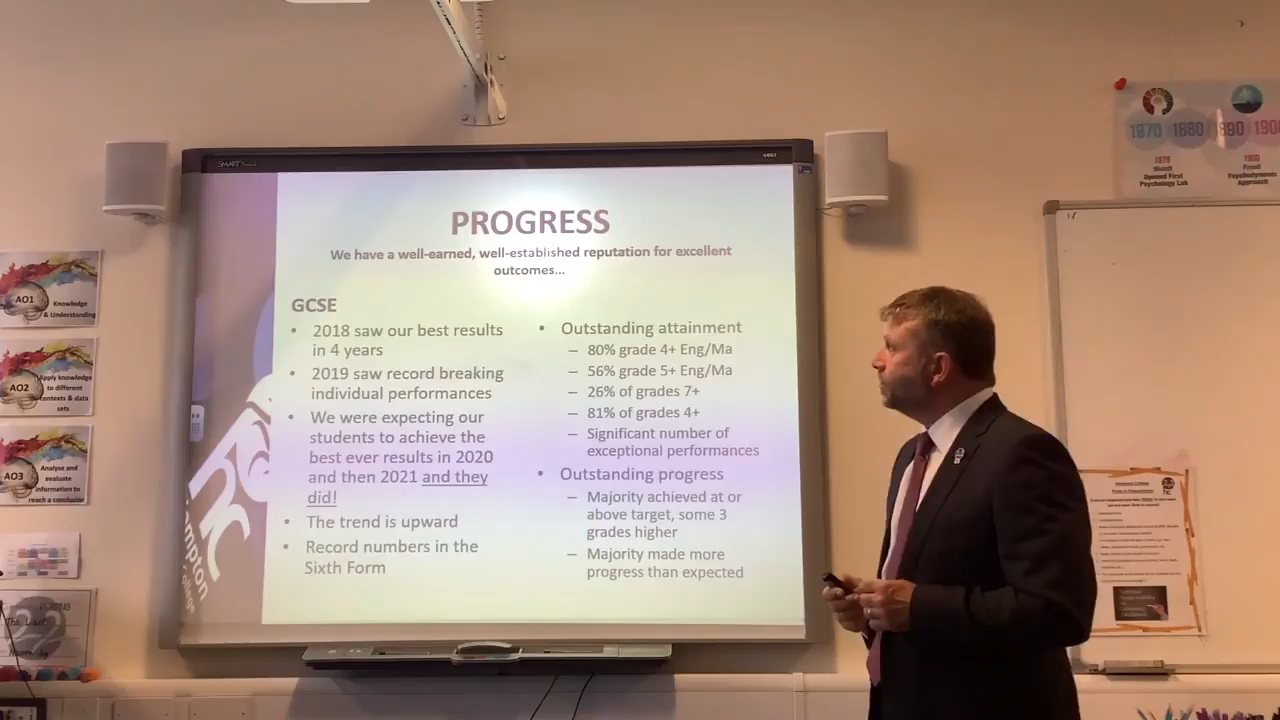 SMART
PROGRESS
We have a well-earned, well-established reputation for excellent
outcomes...
GCSE
• 2018 saw our best results
in 4 years
• 2019 saw record breaking
individual performances
• We were expecting our
students to achieve the
best ever results in 2020
and then 2021 and they
did!
• The trend is upward
• Record numbers in the
Sixth Form
• Outstanding attainment
– 80% grade 4+ Eng/Ma
– 56% grade 5+ Eng/Ma
– 26% of grades 7+
– 81% of grades 4+
– Significant number of
exceptional performances
• Outstanding progress
– Majority achieved at or
above target, some 3
grades higher
– Majority made more
progress than expected
mpton
AO1
Knowledge
& Understanding
AO2
Apply knowledge
to different
contexts & data
sets
AO3
Analyse and
evaluate
information to
reach a conclusion
1870 1880 1890 190
1879
Wundt
Opened First
Psychology Lab
1900
Freud
Psychodynamic
Approach